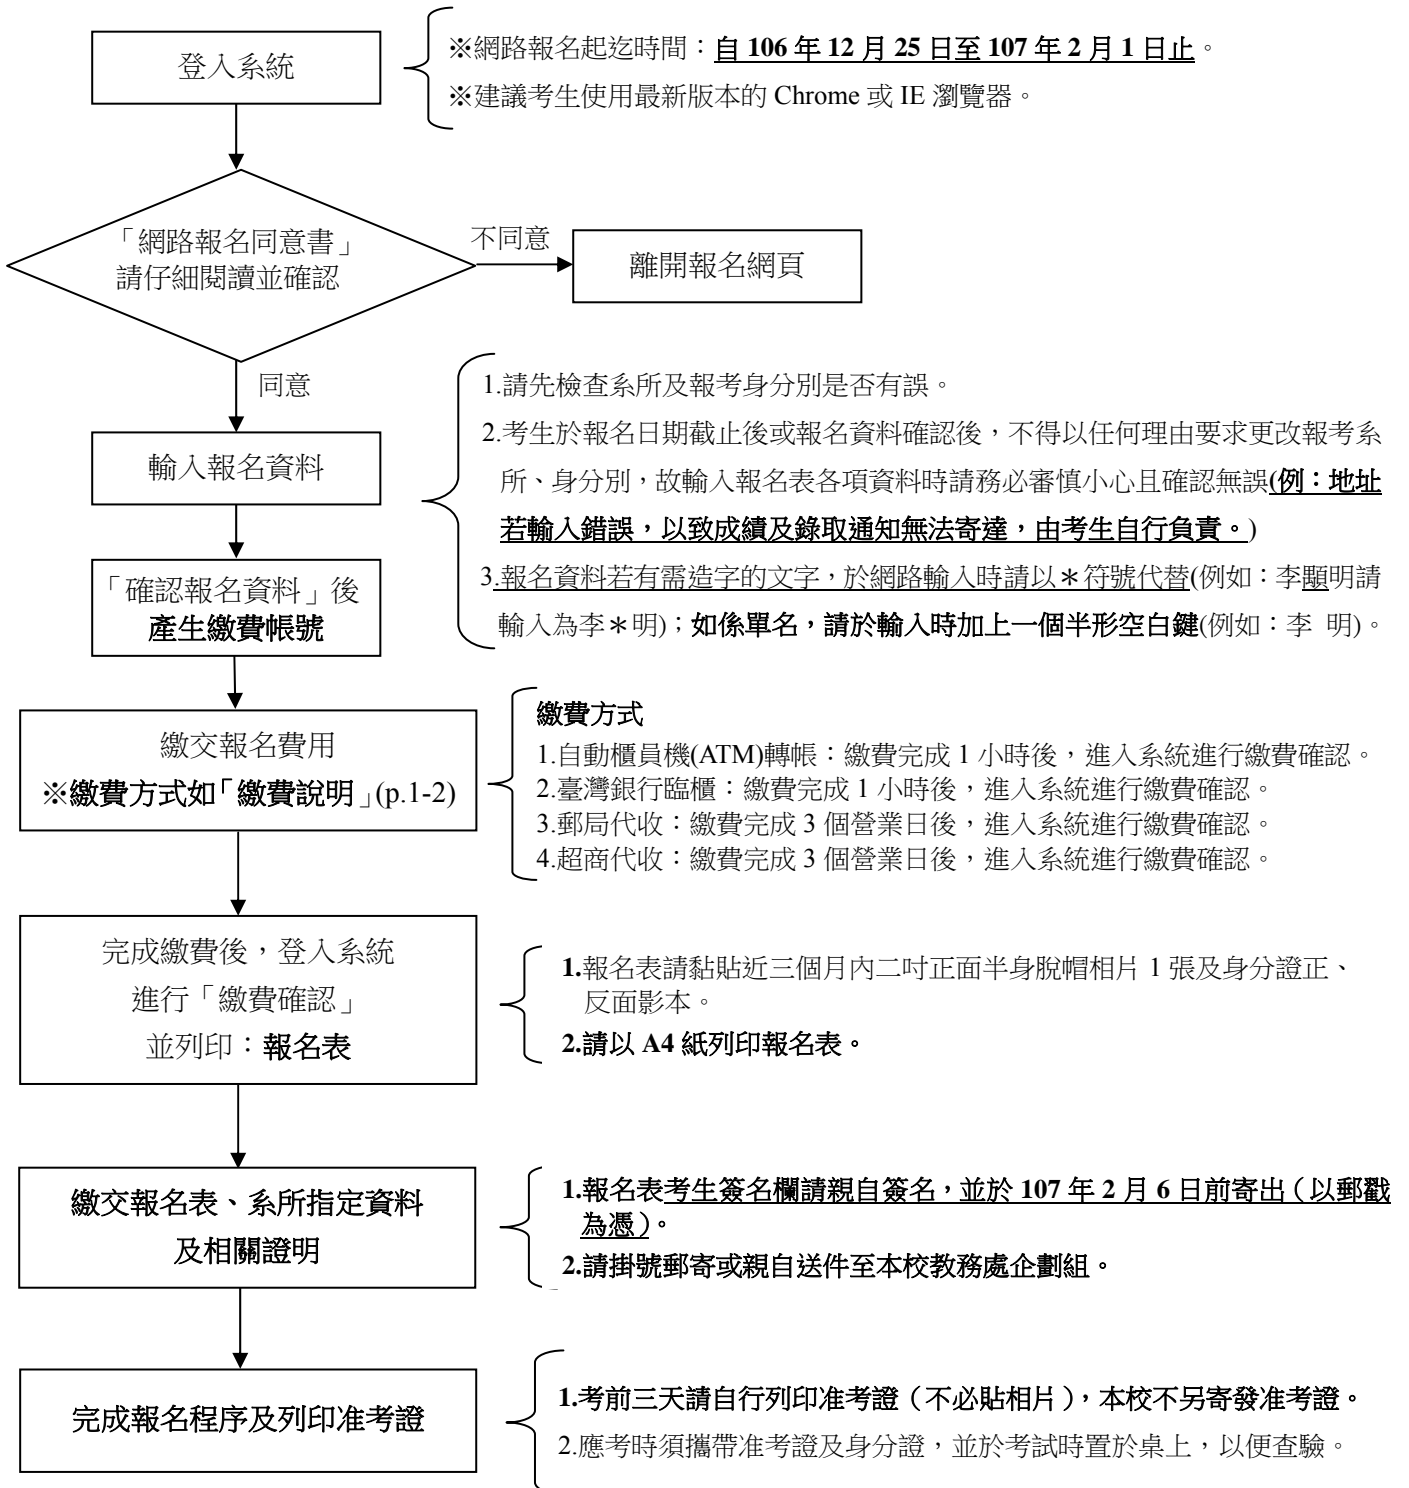 登入系統
※網路報名起迄時間：自 106 年 12 月 25 日至 107 年 2 月 1 日止。
※建議考生使用最新版本的 Chrome 或 IE 瀏覽器。
「網路報名同意書」
請仔細閱讀並確認
不同意
離開報名網頁
同意
輸入報名資料
1.請先檢查系所及報考身分別是否有誤。
2.考生於報名日期截止後或報名資料確認後，不得以任何理由要求更改報考系
所、身分別，故輸入報名表各項資料時請務必審慎小心且確認無誤(例：地址
若輸入錯誤，以致成績及錄取通知無法寄達，由考生自行負責。)
3.報名資料若有需造字的文字，於網路輸入時請以＊符號代替(例如：李顯明請
輸入為李＊明)；如係單名，請於輸入時加上一個半形空白鍵(例如：李 明)。
「確認報名資料」後
產生繳費帳號
繳交報名費用
※繳費方式如「繳費說明」(p.1-2)
繳費方式
1.自動櫃員機(ATM)轉帳：繳費完成 1 小時後，進入系統進行繳費確認。
2.臺灣銀行臨櫃：繳費完成 1 小時後，進入系統進行繳費確認。
3.郵局代收：繳費完成 3 個營業日後，進入系統進行繳費確認。
4.超商代收：繳費完成 3 個營業日後，進入系統進行繳費確認。
完成繳費後，登入系統
進行「繳費確認」
並列印：報名表
1.報名表請黏貼近三個月內二吋正面半身脫帽相片 1 張及身分證正、
反面影本。
2.請以 A4 紙列印報名表。
繳交報名表、系所指定資料
及相關證明
1.報名表考生簽名欄請親自簽名，並於 107 年 2 月 6 日前寄出（以郵戳
為憑）。
2.請掛號郵寄或親自送件至本校教務處企劃組。
完成報名程序及列印准考證
1.考前三天請自行列印准考證（不必貼相片），本校不另寄發准考證。
2.應考時須攜帶准考證及身分證，並於考試時置於桌上，以便查驗。